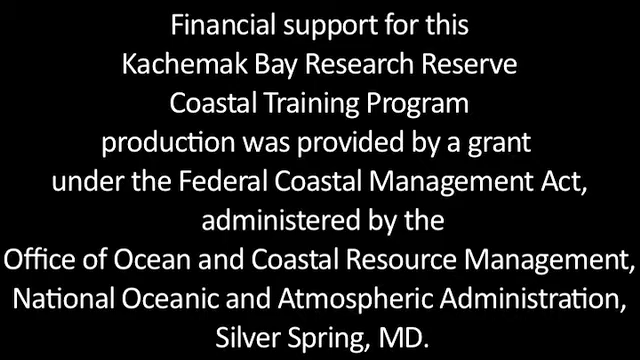 Financial support for this
Kachemak Bay Research Reserve
Coastal Training Program
production was provided by a grant
under the Federal Coastal Management Act,
administered by the
Office of Ocean and Coastal Resource Management,
National Oceanic and Atmospheric Administration,
Silver Spring, MD.